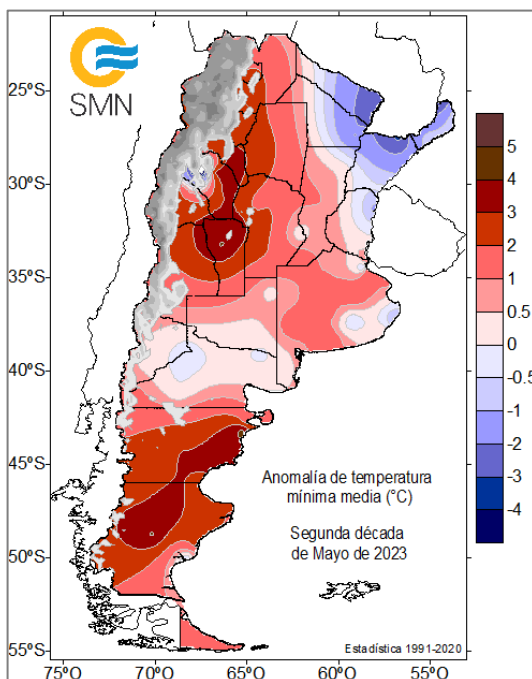 SMN
25ºS
30ºS
35ºS
40ºS
45ºS
50ºS
55ºS
75ºO
70ºO
65ºO
60ºO
55ºO
5
4
3
2
1
0.5
0
-0.5
-1
-2
-3
-4
Anomalía de temperatura
mínima media (°C)
Segunda década
de Mayo de 2023
Estadística 1991-2020